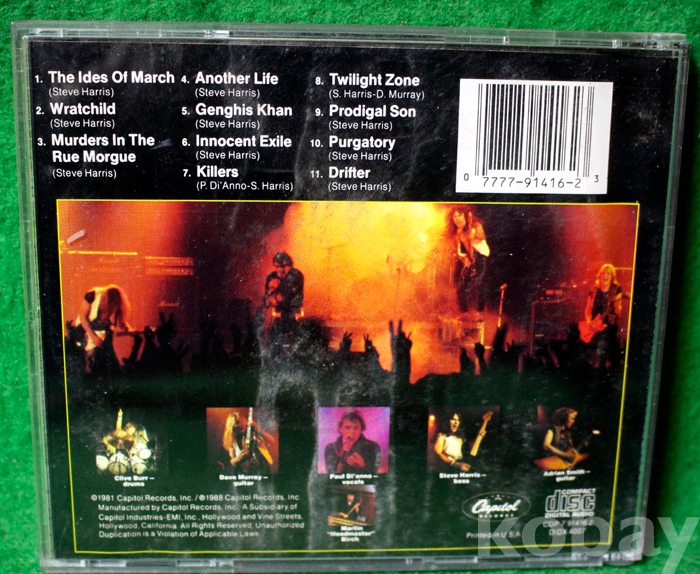 1. The Ides Of March
(Steve Harris)
2. Wratchild
(Steve Harris)
3. Murders In The
Rue Morgue
(Steve Harris)
4. Another Life
(Steve Harris)
5. Genghis Khan
(Steve Harris)
6. Innocent Exile
(Steve Harris)
7. Killers
(P. Di'Anno-S. Harris)
8. Twilight Zone
(S. Harris-D. Murray)
9. Prodigal Son
(Steve Harris)
10. Purgatory
(Steve Harris)
11. Drifter
(Steve Harris)
0 7777-91416-2 3
Clive Burr–
drums
Dave Murray–
guitar
Paul Di'anno–
vocals
Steve Harris–
bass
Adrian Smith–
guitar
Martin
"Headmaster"
Birch
©1981 Capitol Records, Inc./℗1988 Capitol Records, Inc.
Manufactured by Capitol Records, Inc. A Subsidiary of
Capitol Industries-EMI, Inc., Hollywood and Vine Streets,
Hollywood, California. All Rights Reserved. Unauthorized
Duplication is a Violation of Applicable Laws.
Capitol
RECORDS
Printed in U.S.A.
COMPACT
disc
DIGITAL AUDIO
CDP 7 91416 2
DIDX 4087
kobay